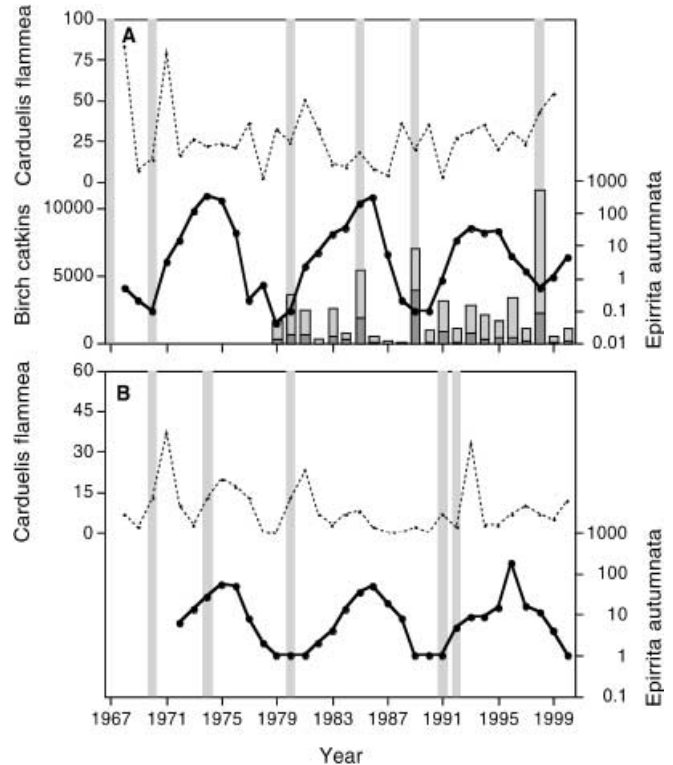 A
100
75
50
25
0
Carduelis flammea
10000
5000
0
Birch catkins
1000
100
10
1
0.1
0.01
Epirrita autumnata
B
60
45
30
15
0
Carduelis flammea
1000
100
10
1
0.1
Epirrita autumnata
1967 1971 1975 1979 1983 1987 1991 1995 1999
Year